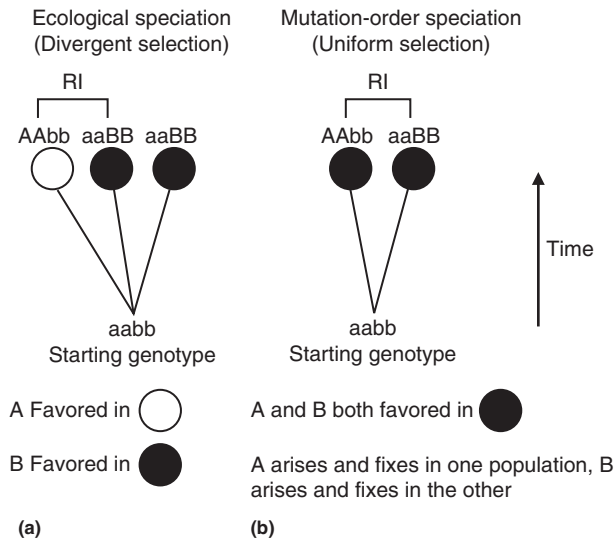 Ecological speciation
(Divergent selection)
RI
AAbb aaBB aaBB
aabb
Starting genotype
A Favored in
B Favored in
(a)
Mutation-order speciation
(Uniform selection)
RI
AAbb aaBB
aabb
Starting genotype
Time
A and B both favored in
A arises and fixes in one population, B
arises and fixes in the other
(b)